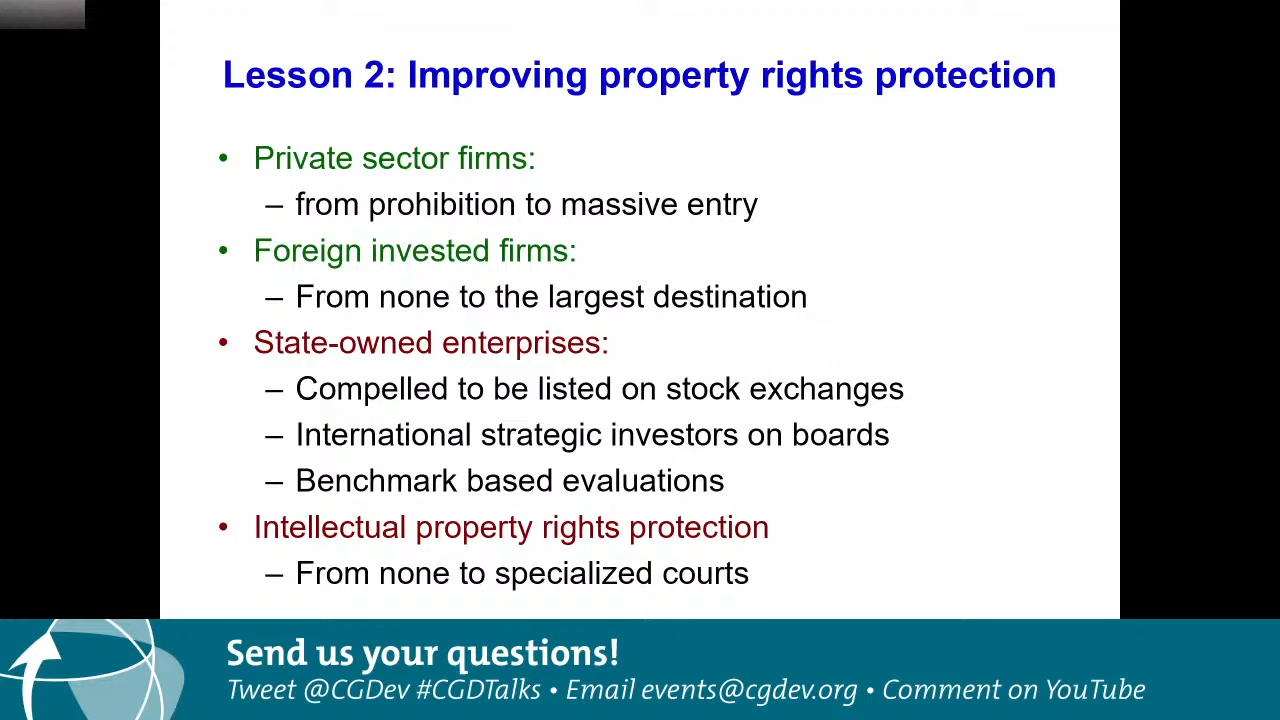 Lesson 2: Improving property rights protection
• Private sector firms:
– from prohibition to massive entry
• Foreign invested firms:
– From none to the largest destination
• State-owned enterprises:
– Compelled to be listed on stock exchanges
– International strategic investors on boards
– Benchmark based evaluations
• Intellectual property rights protection
– From none to specialized courts
Send us your questions!
Tweet @CGDev #CGDTalks • Email events@cgdev.org • Comment on YouTube